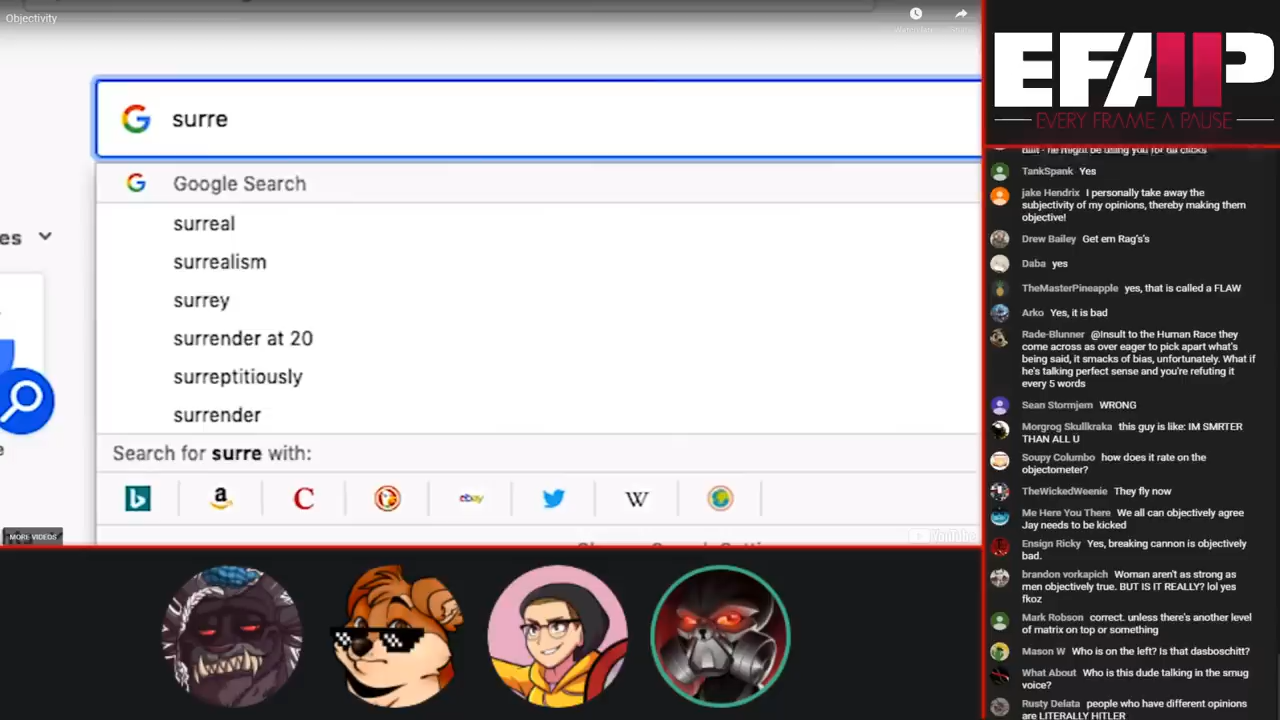 Objectivity
surre
Google Search
surreal
surrealism
surrey
surrender at 20
surreptitiously
surrender
Search for surre with:
ebay
W
es
MORE VIDEOS
YouTube
EFAP
EVERY FRAME A PAUSE
TankSpank Yes
jake Hendrix I personally take away the
subjectivity of my opinions, thereby making them
objective!
Drew Bailey Get em Rag's's
Daba yes
TheMasterPineapple yes, that is called a FLAW
Arko Yes, it is bad
Rade-Blunner @Insult to the Human Race they
come across as over eager to pick apart what's
being said, it smacks of bias, unfortunately. What if
he's talking perfect sense and you're refuting it
every 5 words
Sean Stormjem WRONG
Morgrog Skullkraka this guy is like: IM SMRTER
THAN ALL U
Soupy Columbo how does it rate on the
objectometer?
TheWickedWeenie They fly now
Me Here You There We all can objectively agree
Jay needs to be kicked
Ensign Ricky Yes, breaking cannon is objectively
bad.
brandon vorkapich Woman aren't as strong as
men objectively true. BUT IS IT REALLY? lol yes
fkoz
Mark Robson correct. unless there's another level
of matrix on top or something
Mason W Who is on the left? Is that dasboschitt?
What About Who is this dude talking in the smug
voice?
Rusty Delata people who have different opinions
are LITERALLY HITLER